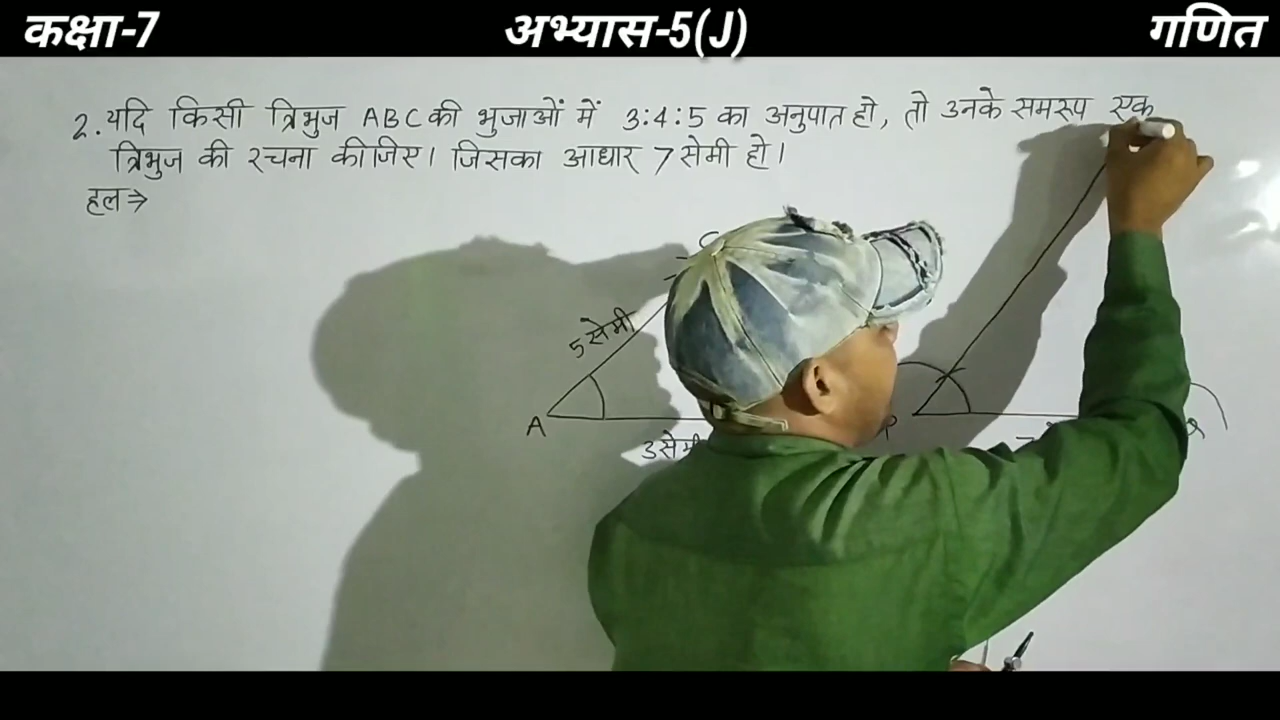 कक्षा-7 अभ्यास-5(J) गणित
2. यदि किसी त्रिभुज ABC की भुजाओं में 3:4:5 का अनुपात हो, तो उनके समरूप एक
त्रिभुज की रचना कीजिए। जिसका आधार 7 सेमी हो।
हल⇒
C
5 सेमी
A
P
3 सेमी